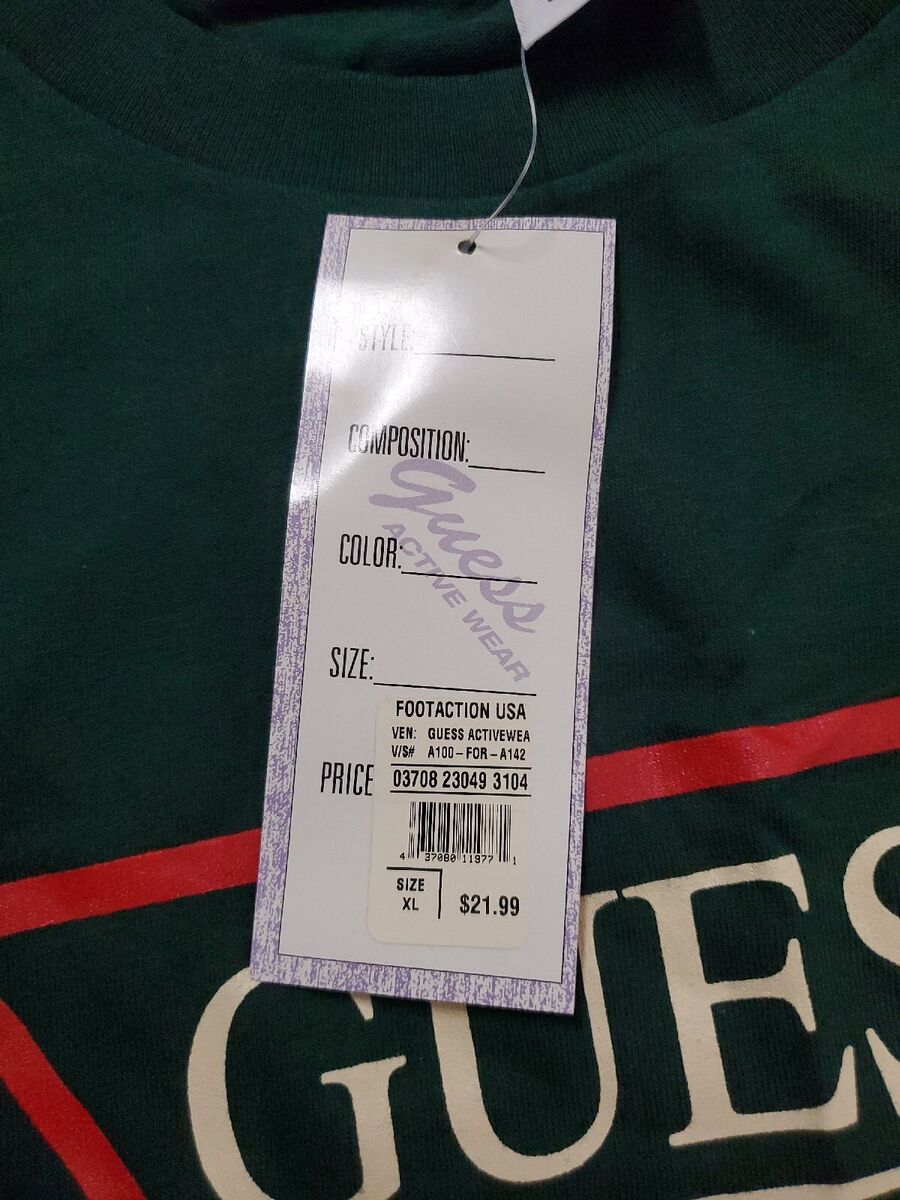 STYLE:
COMPOSITION:
Guess
ACTIVE WEAR
COLOR:
SIZE:
PRICE
FOOTACTION USA
VEN: GUESS ACTIVEWEA
V/S# A100-FOR-A142
03708 23049 3104
4 37080 11977 1
SIZE
XL
$21.99
GUES